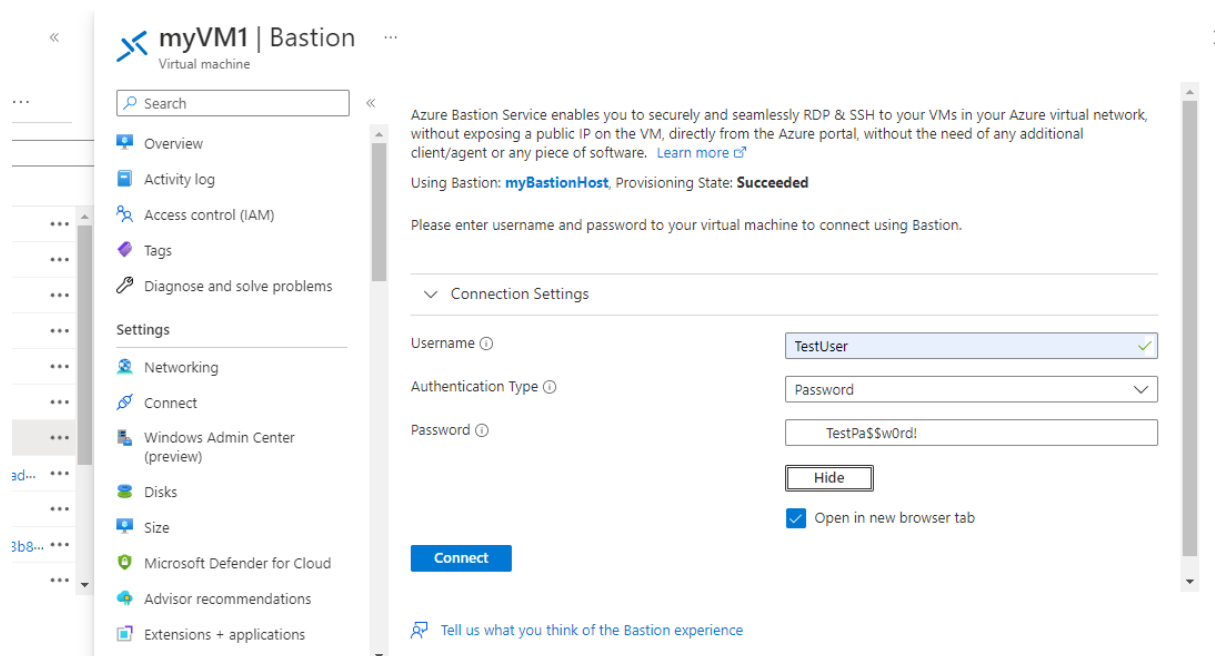 myVM1 | Bastion ...
Virtual machine
Search
Overview
Activity log
Access control (IAM)
Tags
Diagnose and solve problems
Settings
Networking
Connect
Windows Admin Center
(preview)
Disks
Size
Microsoft Defender for Cloud
Advisor recommendations
Extensions + applications
ad...
3b8...
Azure Bastion Service enables you to securely and seamlessly RDP & SSH to your VMs in your Azure virtual network,
without exposing a public IP on the VM, directly from the Azure portal, without the need of any additional
client/agent or any piece of software. Learn more
Using Bastion: myBastionHost, Provisioning State: Succeeded
Please enter username and password to your virtual machine to connect using Bastion.
Connection Settings
Username
TestUser
Authentication Type
Password
Password
TestPa$$w0rd!
Hide
Open in new browser tab
Connect
Tell us what you think of the Bastion experience